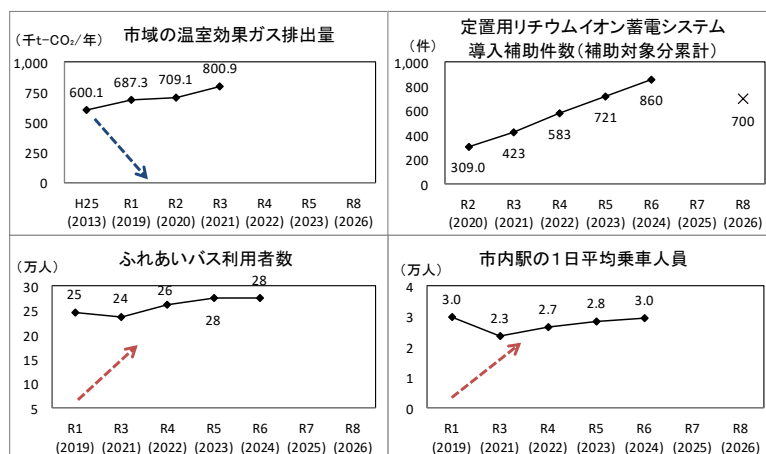 市域の温室効果ガス排出量
(千t-CO₂/年)
1,000
750
500
250
0
600.1
687.3
709.1
800.9
H25 R1 R2 R3 R4 R5 R8
(2013) (2019) (2020) (2021) (2022) (2023) (2026)
定置用リチウムイオン蓄電システム
導入補助件数(補助対象分累計)
(件)
1,000
800
600
400
200
0
309.0
423
583
721
860
×
700
R2 R3 R4 R5 R6 R7 R8
(2020) (2021) (2022) (2023) (2024) (2025) (2026)
ふれあいバス利用者数
(万人)
30
25
20
15
10
5
25
24
26
28
28
R1 R3 R4 R5 R6 R7 R8
(2019) (2021) (2022) (2023) (2024) (2025) (2026)
市内駅の1日平均乗車人員
(万人)
4
3
2
1
0
3.0
2.3
2.7
2.8
3.0
R1 R3 R4 R5 R6 R7 R8
(2019) (2021) (2022) (2023) (2024) (2025) (2026)